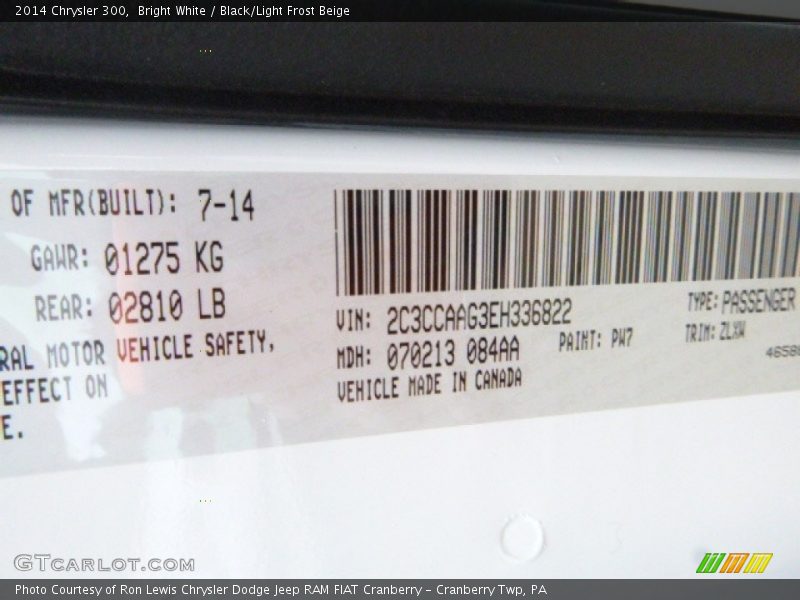 2014 Chrysler 300,  Bright White / Black/Light Frost Beige
OF MFR(BUILT): 7-14
GAWR: 01275 KG
REAR: 02810 LB
RAL MOTOR VEHICLE SAFETY,
EFFECT ON
E.
VIN: 2C3CCAAG3EH336822
TYPE: PASSENGER
MDH: 070213 084AA
PAINT: PW7
TRIM: ZLXW
VEHICLE MADE IN CANADA
4658
GTCARLOT.COM
Photo Courtesy of Ron Lewis Chrysler Dodge Jeep RAM FIAT Cranberry – Cranberry Twp, PA